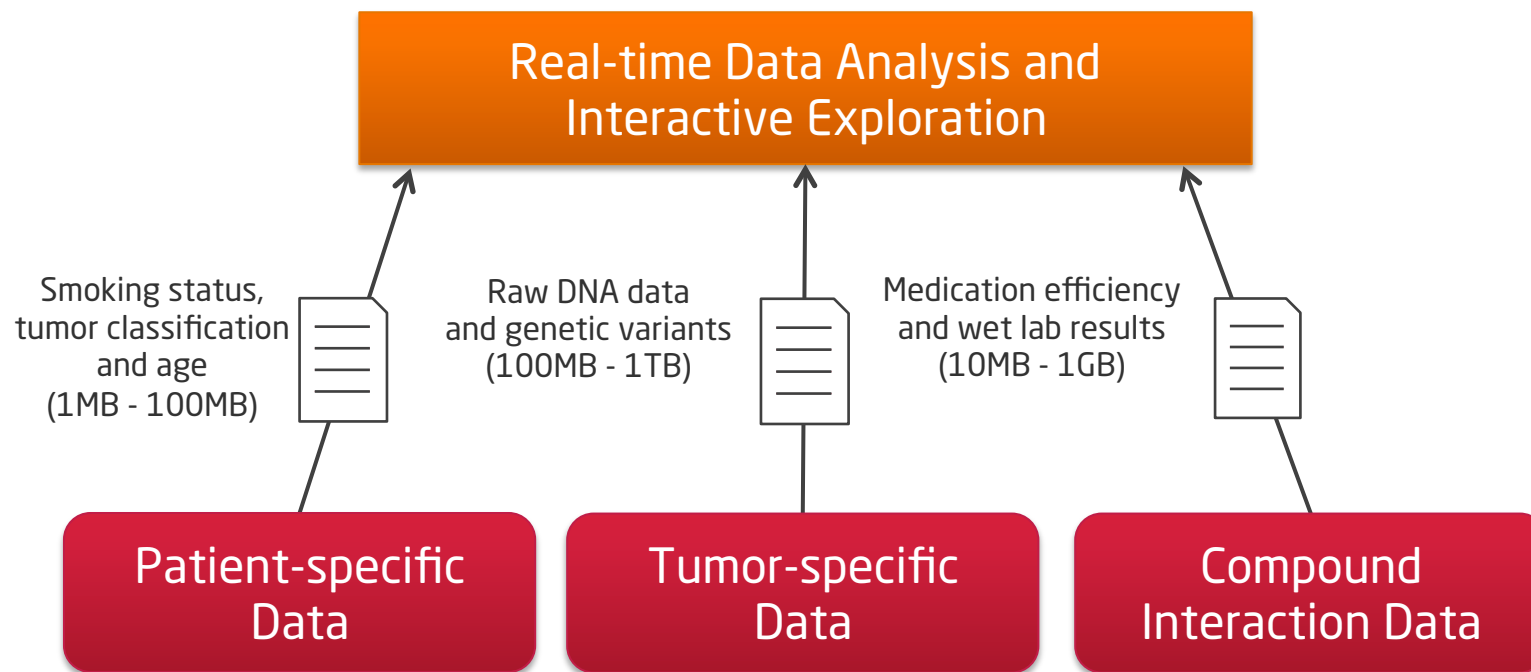 Real-time Data Analysis and
Interactive Exploration
Smoking status,
tumor classification
and age
(1MB - 100MB)
Raw DNA data
and genetic variants
(100MB - 1TB)
Medication efficiency
and wet lab results
(10MB - 1GB)
Patient-specific
Data
Tumor-specific
Data
Compound
Interaction Data